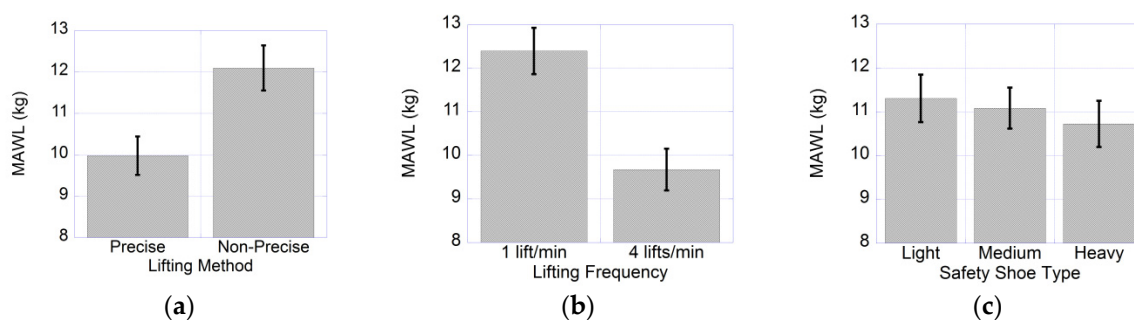 13
12
11
10
9
8
MAWL (kg)
Precise Non-Precise
Lifting Method
(a)
13
12
11
10
9
8
MAWL (kg)
1 lift/min 4 lifts/min
Lifting Frequency
(b)
13
12
11
10
9
8
MAWL (kg)
Light Medium Heavy
Safety Shoe Type
(c)